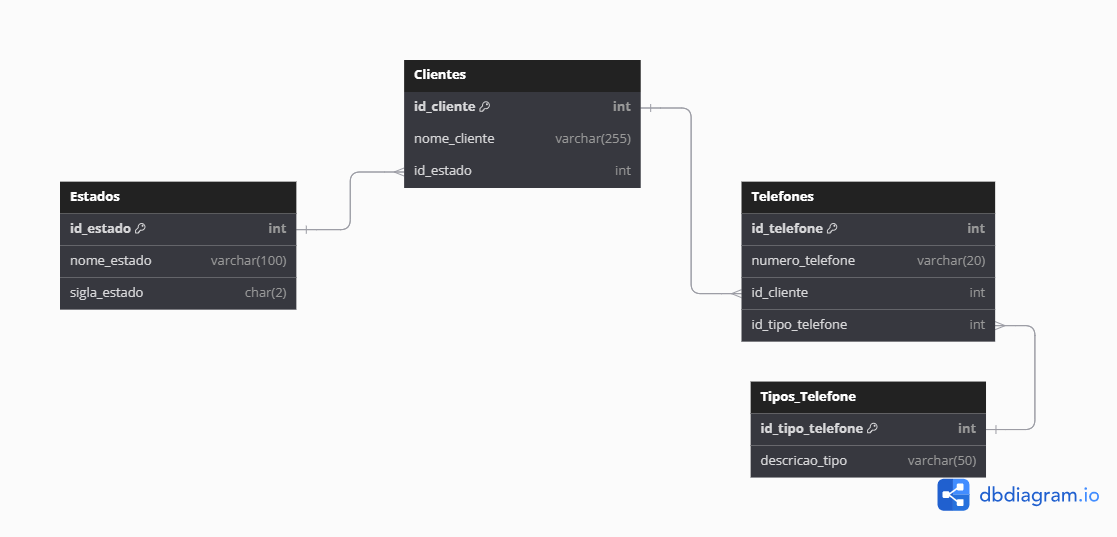 Clientes
id_cliente int
nome_cliente varchar(255)
id_estado int
Estados
id_estado int
nome_estado varchar(100)
sigla_estado char(2)
Telefones
id_telefone int
numero_telefone varchar(20)
id_cliente int
id_tipo_telefone int
Tipos_Telefone
id_tipo_telefone int
descricao_tipo varchar(50)
dbdiagram.io